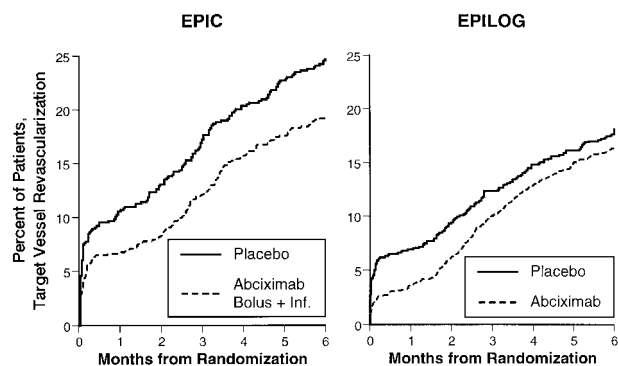 EPIC
EPILOG
Percent of Patients,
Target Vessel Revascularization
25
20
15
10
5
0
Placebo
Abciximab
Bolus + Inf.
0 1 2 3 4 5 6
Months from Randomization
25
20
15
10
5
0
Placebo
Abciximab
0 1 2 3 4 5 6
Months from Randomization